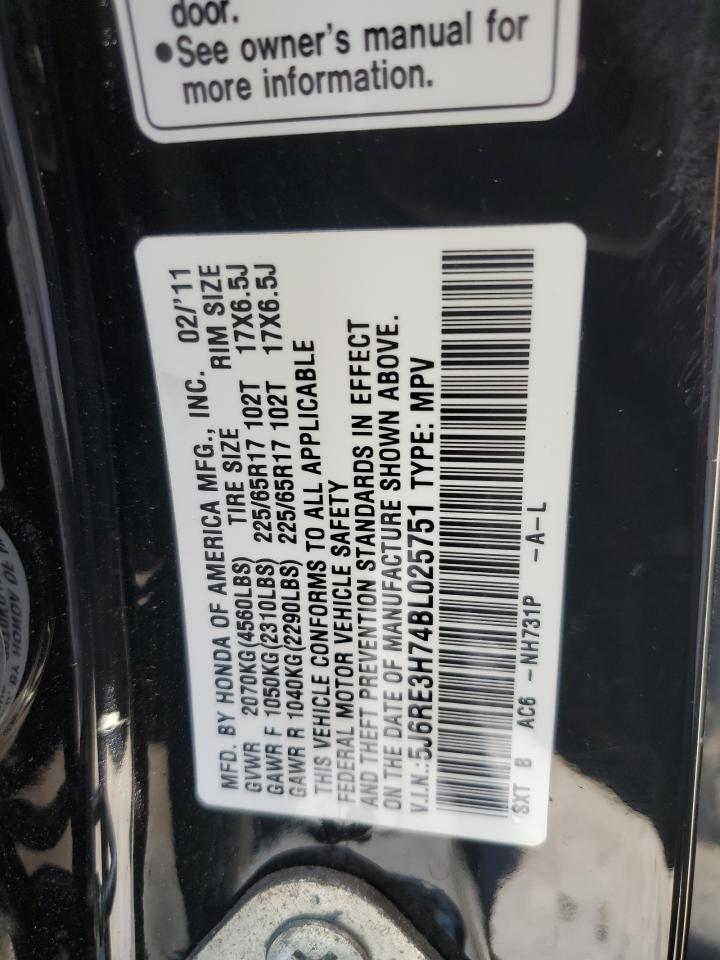 door.
●See owner's manual for
more information.
MFD. BY HONDA OF AMERICA MFG., INC. 02/'11
GVWR 2070KG(4560LBS) TIRE SIZE RIM SIZE
GAWR F 1050KG(2310LBS) 225/65R17 102T 17X6.5J
GAWR R 1040KG(2290LBS) 225/65R17 102T 17X6.5J
THIS VEHICLE CONFORMS TO ALL APPLICABLE
FEDERAL MOTOR VEHICLE SAFETY
AND THEFT PREVENTION STANDARDS IN EFFECT
ON THE DATE OF MANUFACTURE SHOWN ABOVE.
V.I.N.:5J6RE3H74BL025751 TYPE: MPV
SXT B AC6 -NH731P -A-L